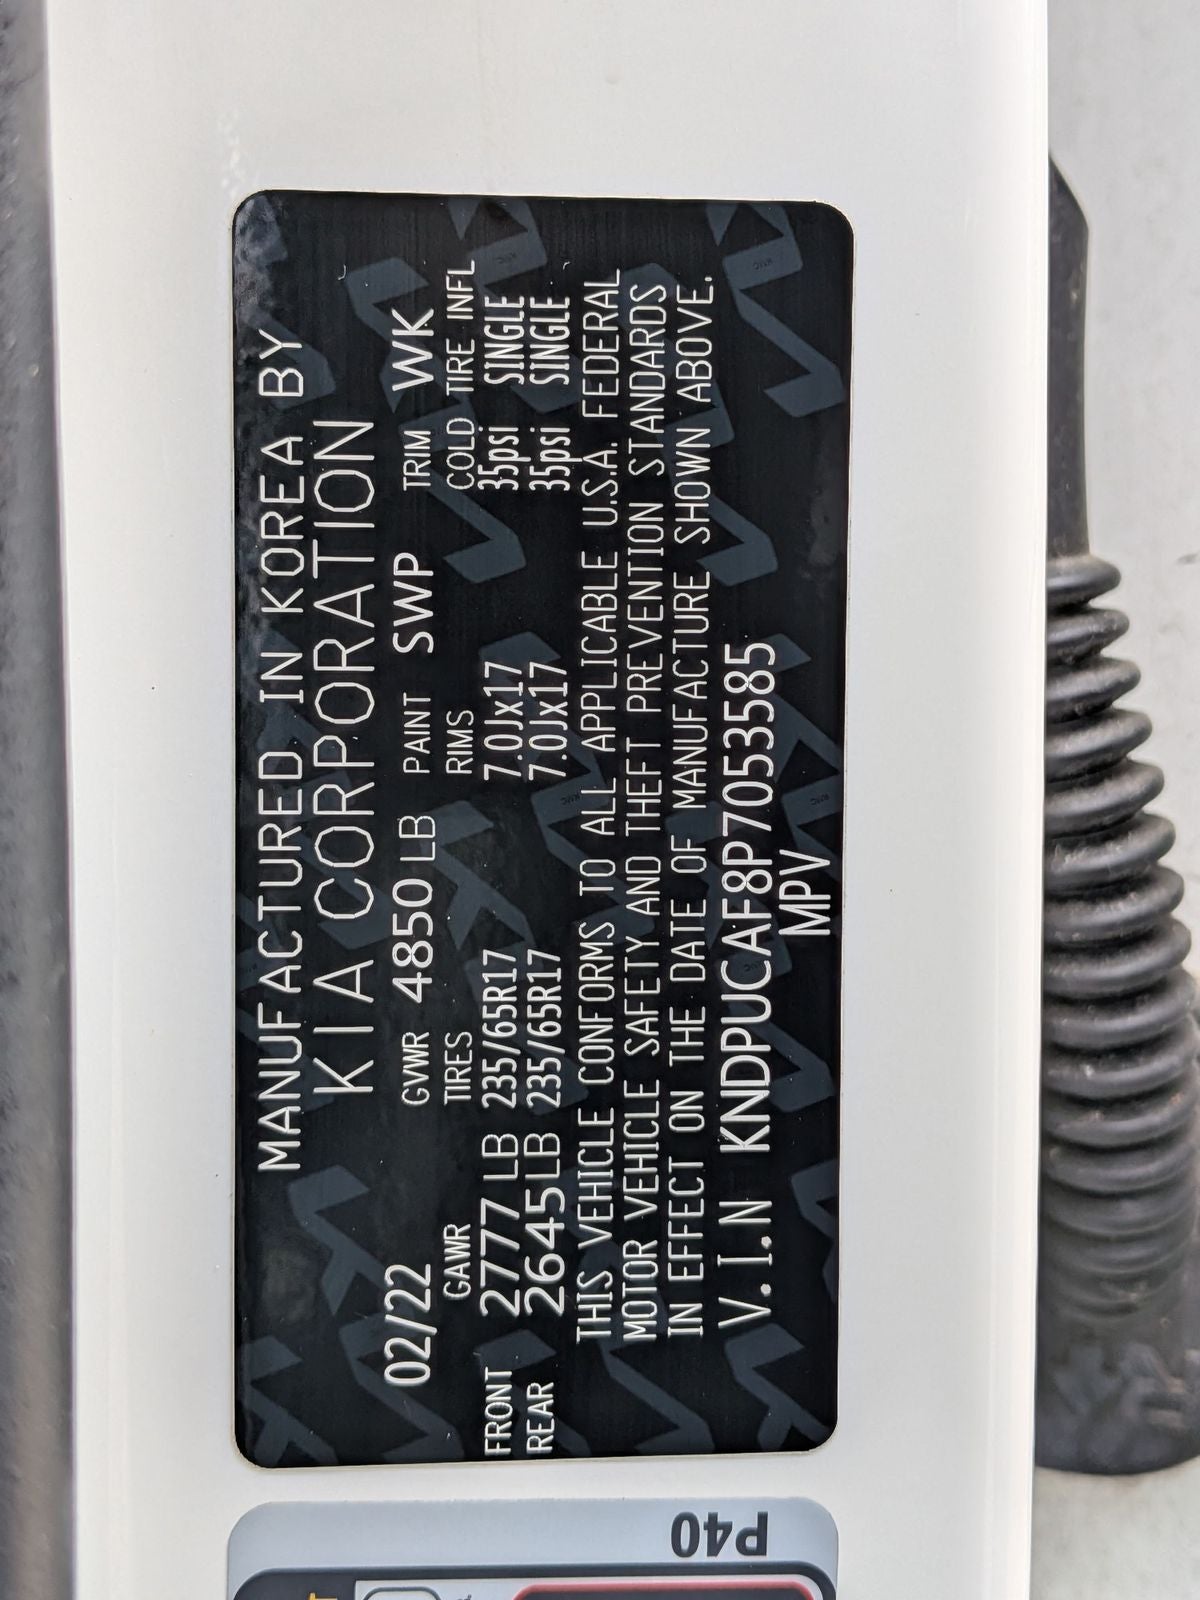 MANUFACTURED IN KOREA BY
KIA CORPORATION
02/22 GVWR 4850 LB PAINT SWP TRIM WK
GAWR TIRES RIMS COLD TIRE INFL
FRONT 2777 LB 235/65R17 7.0Jx17 35psi SINGLE
REAR 2645 LB 235/65R17 7.0Jx17 35psi SINGLE
THIS VEHICLE CONFORMS TO ALL APPLICABLE U.S.A. FEDERAL
MOTOR VEHICLE SAFETY AND THEFT PREVENTION STANDARDS
IN EFFECT ON THE DATE OF MANUFACTURE SHOWN ABOVE.
V.I.N KNDPUCAF8P7053585
MPV
P40